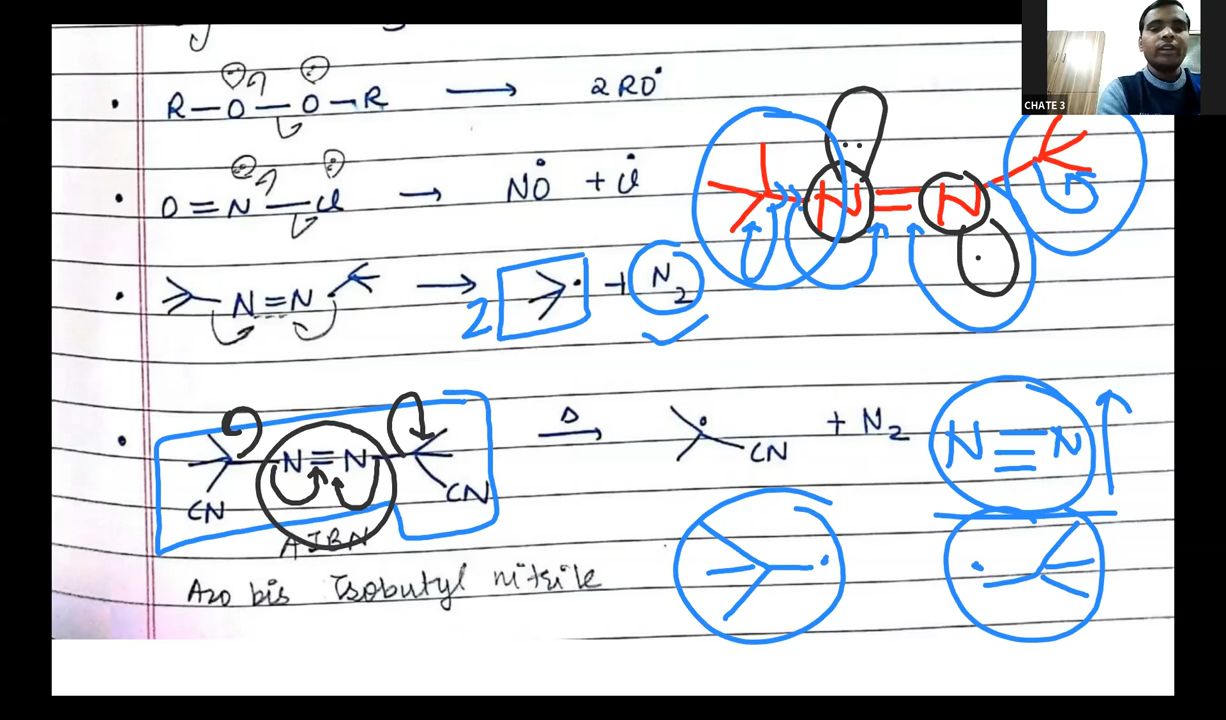 R—O—O—R → 2RO•
CHATE 3
O=N—Cl → NO• + Cl•
N=N
N=N → 2 • + N2
N=N Δ → • CN + N2 N≡N
CN CN
AIBN
Azo bis Isobutyl nitrile